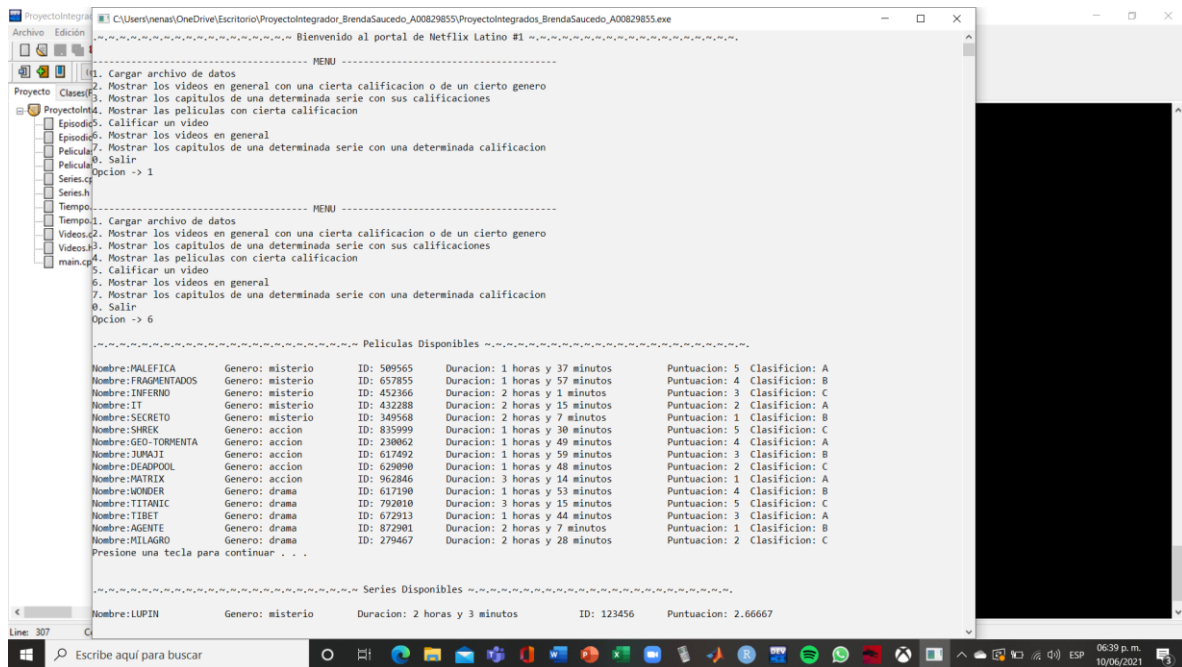 Proyecto
C:\Users\nenas\OneDrive\Escritorio\ProyectoIntegrador_BrendaSaucedo_A00829855\ProyectoIntegrados_BrendaSaucedo_A00829855.exe
Archivo Edición
.~.~.~.~.~.~.~.~.~.~.~.~.~.~.~.~.~.~ Bienvenido al portal de Netflix Latino #1 ~.~.~.~.~.~.~.~.~.~.~.~.~.~.~.~.~.~.~.~.
--------------------------------------- MENU ---------------------------------------
1. Cargar archivo de datos
2. Mostrar los videos en general con una cierta calificacion o de un cierto genero
3. Mostrar los capitulos de una determinada serie con sus calificaciones
4. Mostrar las peliculas con cierta calificacion
5. Calificar un video
6. Mostrar los videos en general
7. Mostrar los capitulos de una determinada serie con una determinada calificacion
0. Salir
Opcion -> 1
--------------------------------------- MENU ---------------------------------------
1. Cargar archivo de datos
2. Mostrar los videos en general con una cierta calificacion o de un cierto genero
3. Mostrar los capitulos de una determinada serie con sus calificaciones
4. Mostrar las peliculas con cierta calificacion
5. Calificar un video
6. Mostrar los videos en general
7. Mostrar los capitulos de una determinada serie con una determinada calificacion
0. Salir
Opcion -> 6
.~.~.~.~.~.~.~.~.~.~.~.~.~.~.~.~.~.~.~.~.~.~.~.~ Peliculas Disponibles ~.~.~.~.~.~.~.~.~.~.~.~.~.~.~.~.~.~.~.~.~.~.~.~.~.
Nombre:MALEFICA Genero: misterio ID: 509565 Duracion: 1 horas y 37 minutos Puntuacion: 5 Clasificion: A
Nombre:FRAGMENTADOS Genero: misterio ID: 657855 Duracion: 1 horas y 57 minutos Puntuacion: 4 Clasificion: B
Nombre:INFERNO Genero: misterio ID: 452366 Duracion: 2 horas y 1 minutos Puntuacion: 3 Clasificion: C
Nombre:IT Genero: misterio ID: 432288 Duracion: 2 horas y 15 minutos Puntuacion: 2 Clasificion: A
Nombre:SECRETO Genero: misterio ID: 349568 Duracion: 2 horas y 7 minutos Puntuacion: 1 Clasificion: B
Nombre:SHREK Genero: accion ID: 835999 Duracion: 1 horas y 30 minutos Puntuacion: 5 Clasificion: C
Nombre:GEO-TORMENTA Genero: accion ID: 230062 Duracion: 1 horas y 49 minutos Puntuacion: 4 Clasificion: A
Nombre:JUMAJI Genero: accion ID: 617492 Duracion: 1 horas y 59 minutos Puntuacion: 3 Clasificion: B
Nombre:DEADPOOL Genero: accion ID: 629090 Duracion: 1 horas y 48 minutos Puntuacion: 2 Clasificion: C
Nombre:MATRIX Genero: accion ID: 962846 Duracion: 3 horas y 14 minutos Puntuacion: 1 Clasificion: A
Nombre:WONDER Genero: drama ID: 617190 Duracion: 1 horas y 53 minutos Puntuacion: 4 Clasificion: B
Nombre:TITANIC Genero: drama ID: 792010 Duracion: 3 horas y 15 minutos Puntuacion: 5 Clasificion: C
Nombre:TIBET Genero: drama ID: 672913 Duracion: 1 horas y 44 minutos Puntuacion: 3 Clasificion: A
Nombre:AGENTE Genero: drama ID: 872901 Duracion: 2 horas y 7 minutos Puntuacion: 1 Clasificion: B
Nombre:MILAGRO Genero: drama ID: 279467 Duracion: 2 horas y 28 minutos Puntuacion: 2 Clasificion: C
Presione una tecla para continuar . . .
.~.~.~.~.~.~.~.~.~.~.~.~.~.~.~.~.~.~.~.~.~.~.~.~ Series Disponibles ~.~.~.~.~.~.~.~.~.~.~.~.~.~.~.~.~.~.~.~.~.~.~.~.~.
Nombre:LUPIN Genero: misterio Duracion: 2 horas y 3 minutos ID: 123456 Puntuacion: 2.66667
Proyecto Clases
ProyectoInt
Episodio
Episodio
Peliculas
Peliculas
Series.cp
Series.h
Tiempo.
Tiempo.
Videos.c
Videos.h
main.cp
Line: 307
Escribe aquí para buscar
ESP
06:39 p. m.
10/06/2021
3